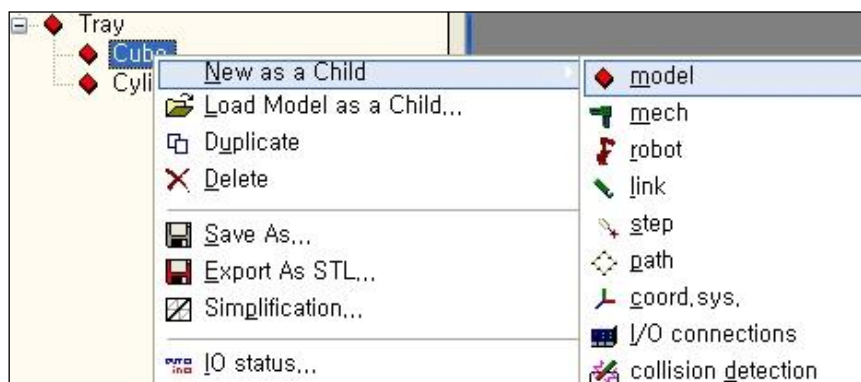 Tray
Cube
Cyli
New as a Child
Load Model as a Child...
Duplicate
Delete
Save As...
Export As STL...
Simplification...
IO status...
model
mech
robot
link
step
path
coord.sys.
I/O connections
collision detection